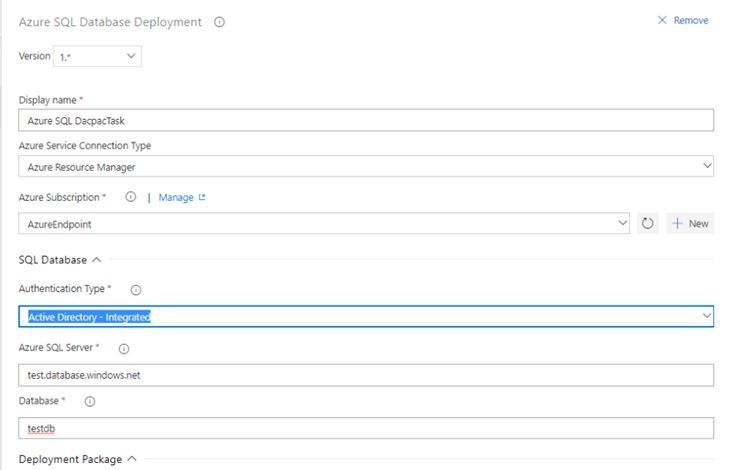 Azure SQL Database Deployment
Remove
Version 1.*
Display name *
Azure SQL DacpacTask
Azure Service Connection Type
Azure Resource Manager
Azure Subscription * | Manage
AzureEndpoint
New
SQL Database
Authentication Type *
Active Directory - Integrated
Azure SQL Server *
test.database.windows.net
Database *
testdb
Deployment Package